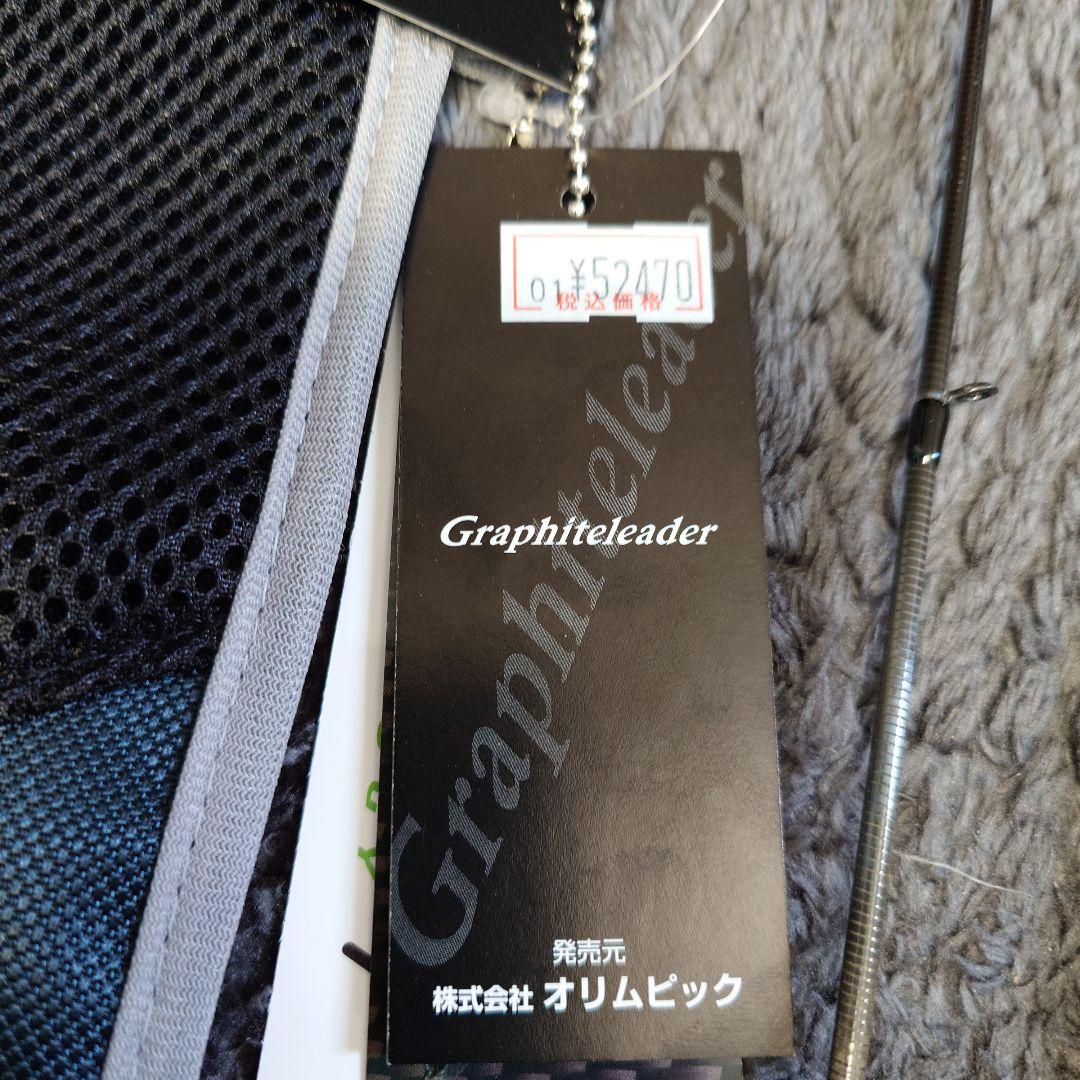 01 ¥52470
税込価格
Graphiteleader
Graphiteleader
発売元
株式会社 オリムピック